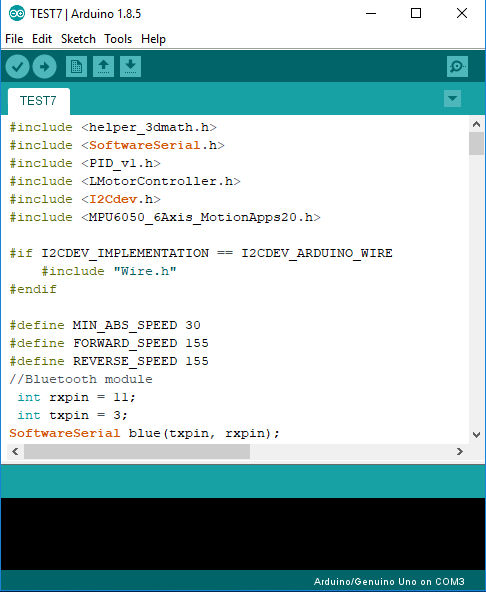 TEST7 | Arduino 1.8.5
File Edit Sketch Tools Help
TEST7
#include <helper_3dmath.h>
#include <SoftwareSerial.h>
#include <PID_v1.h>
#include <LMotorController.h>
#include <I2Cdev.h>
#include <MPU6050_6Axis_MotionApps20.h>
#if I2CDEV_IMPLEMENTATION == I2CDEV_ARDUINO_WIRE
    #include "Wire.h"
#endif
#define MIN_ABS_SPEED 30
#define FORWARD_SPEED 155
#define REVERSE_SPEED 155
//Bluetooth module
 int rxpin = 11;
 int txpin = 3;
SoftwareSerial blue(txpin, rxpin);
Arduino/Genuino Uno on COM3